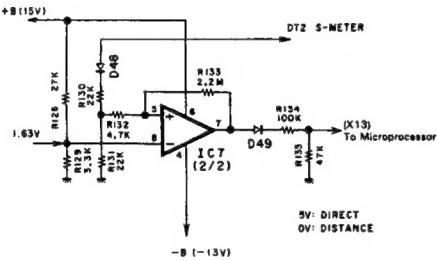 +B (15V)
DT2 S-METER
D48
R133
2.2M
27K
R130
22K
R128
5
6
+
R132
4.7K
7
R134
100K
(X13)
To Microprocessor
1.63V
8
-
D49
IC7
(2/2)
4
R129
3.3K
R131
22K
R135
47K
5V: DIRECT
0V: DISTANCE
-B (-13V)